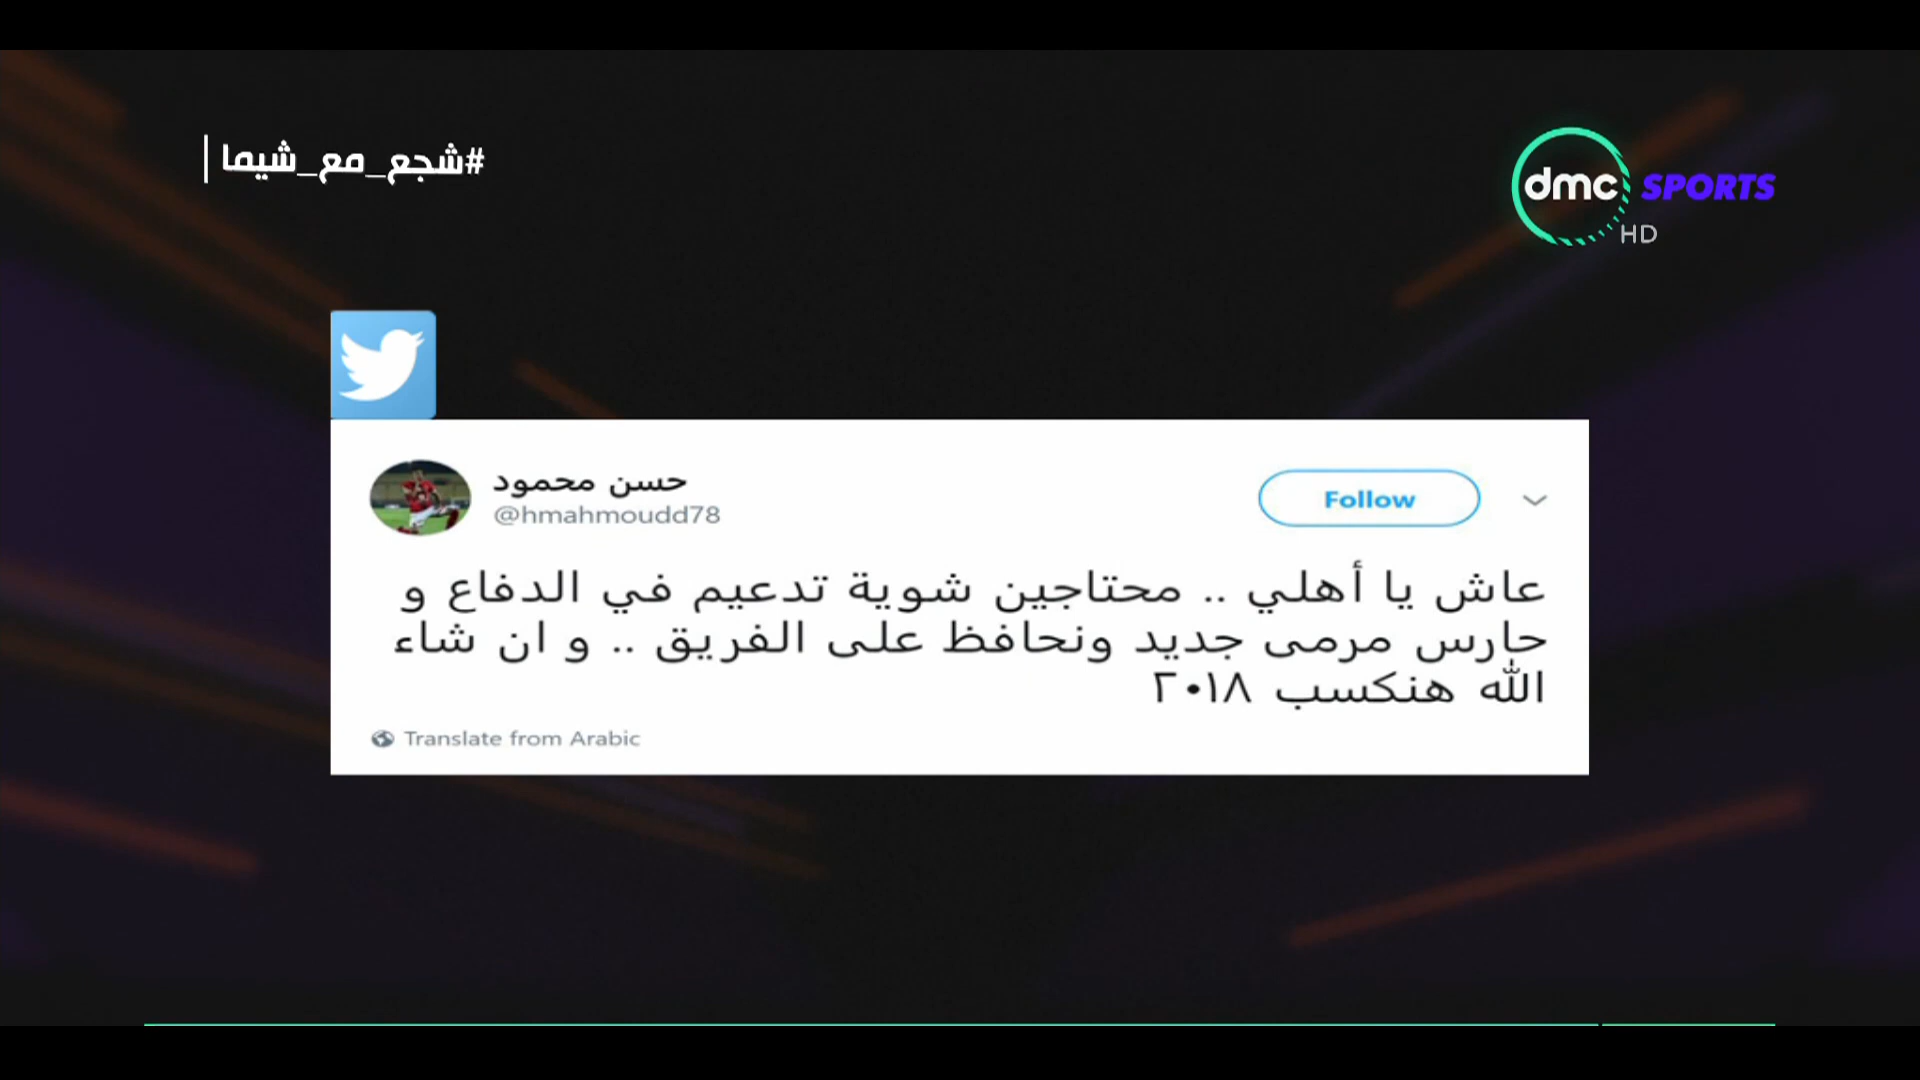 #شجع_مع_شيما
dmc SPORTS
HD
حسن محمود
@hmahmoudd78
Follow
عاش يا أهلي .. محتاجين شوية تدعيم في الدفاع و
حارس مرمى جديد ونحافظ على الفريق .. و ان شاء
الله هنكسب ٢٠١٨
Translate from Arabic